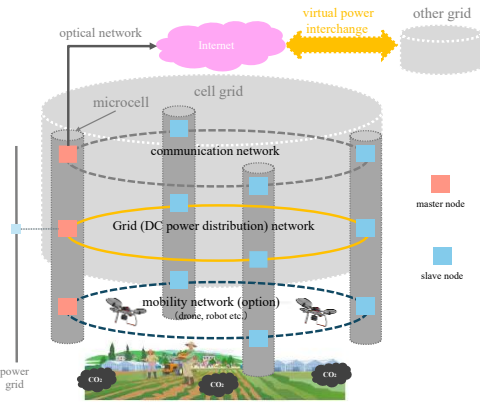 virtual power
interchange
other grid
optical network
Internet
cell grid
microcell
communication network
master node
Grid (DC power distribution) network
slave node
mobility network (option)
(drone, robot etc.)
power
grid
CO₂
CO₂
CO₂